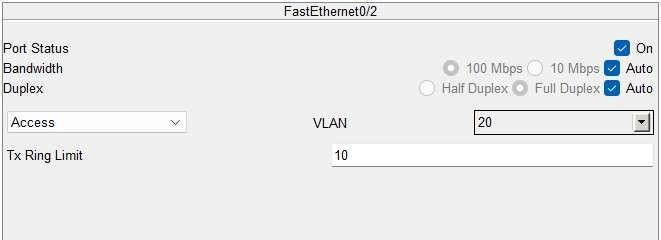 FastEthernet0/2
Port Status On
Bandwidth 100 Mbps 10 Mbps Auto
Duplex Half Duplex Full Duplex Auto
Access VLAN 20
Tx Ring Limit 10